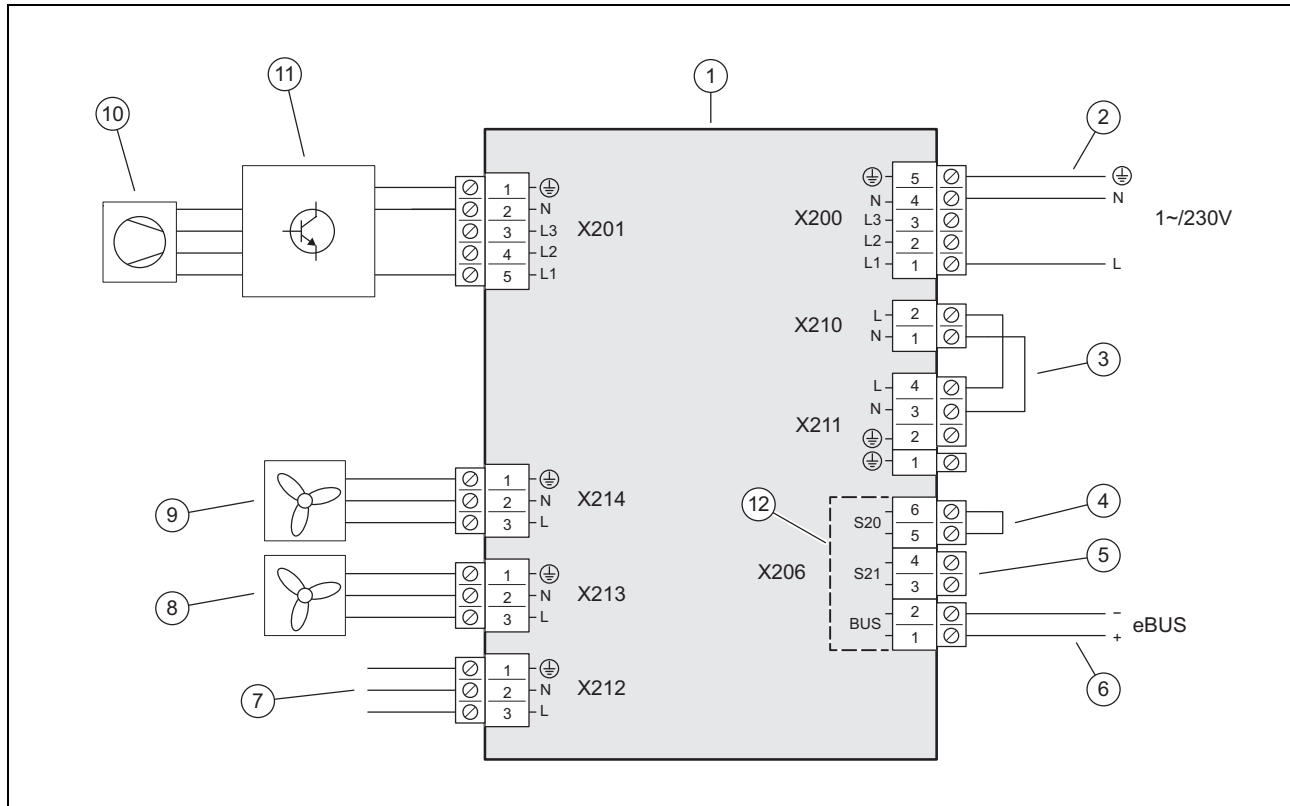 11
1
10
2
5
N 4
L3 3
L2 2
L1 1
X200
N
L
1~/230V
1
2 N
3 L3
4 L2
5 L1
X201
L 2
N 1
X210
3
L 4
N 3
2
1
X211
9
1
2 N
3 L
X214
12
6
5
S20
4
4
3
S21
5
2
1
BUS
X206
–
+
eBUS
6
8
1
2 N
3 L
X213
7
1
2 N
3 L
X212